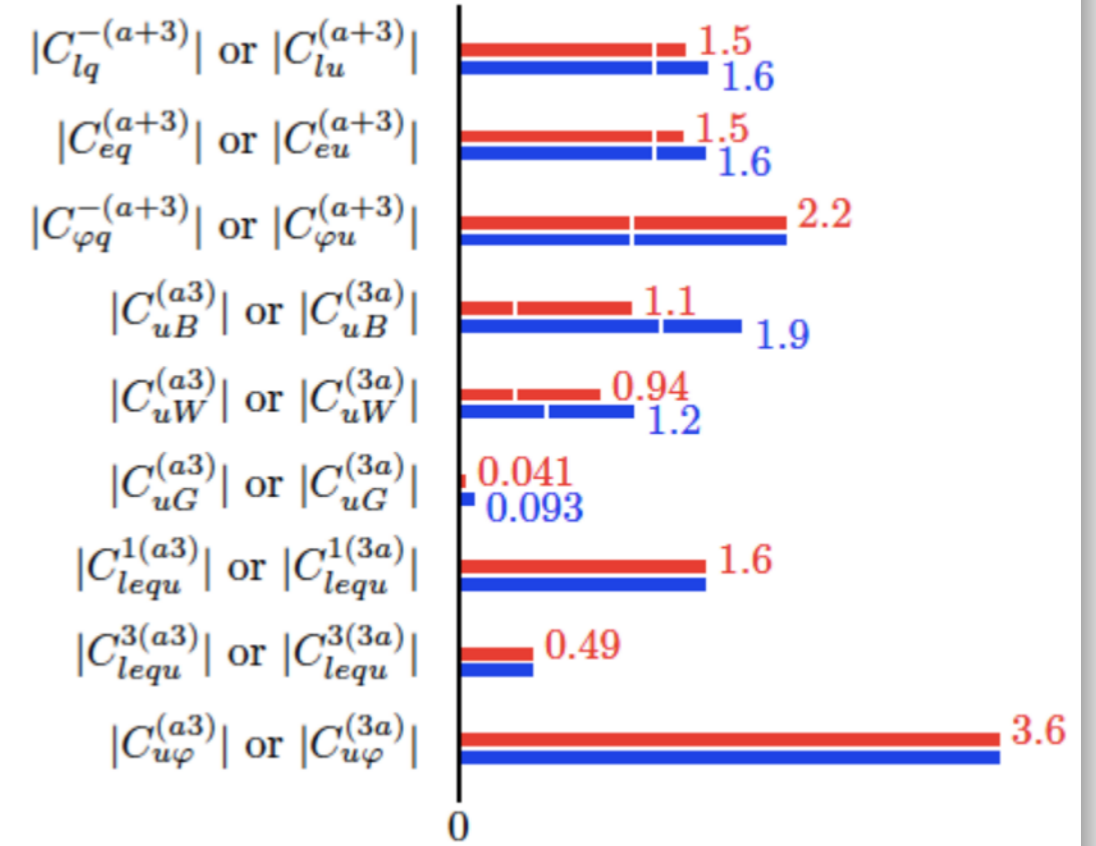 |C_{lq}^{-(a+3)}| or |C_{lu}^{(a+3)}| 1.5
1.6
|C_{eq}^{(a+3)}| or |C_{eu}^{(a+3)}| 1.5
1.6
|C_{φq}^{-(a+3)}| or |C_{φu}^{(a+3)}| 2.2
|C_{uB}^{(a3)}| or |C_{uB}^{(3a)}| 1.1
1.9
|C_{uW}^{(a3)}| or |C_{uW}^{(3a)}| 0.94
1.2
|C_{uG}^{(a3)}| or |C_{uG}^{(3a)}| 0.041
0.093
|C_{lequ}^{1(a3)}| or |C_{lequ}^{1(3a)}| 1.6
|C_{lequ}^{3(a3)}| or |C_{lequ}^{3(3a)}| 0.49
|C_{uφ}^{(a3)}| or |C_{uφ}^{(3a)}| 3.6
0